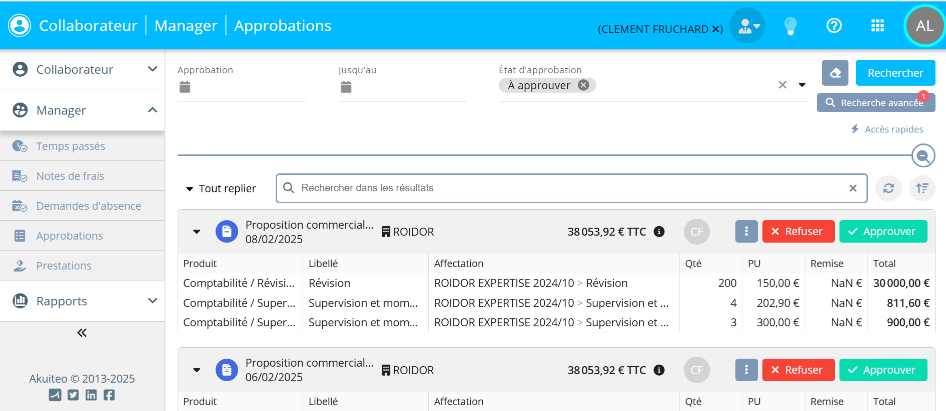 Collaborateur | Manager | Approbations
(CLEMENT FRUCHARD ×)
AL
Collaborateur
Manager
Temps passés
Notes de frais
Demandes d'absence
Approbations
Prestations
Rapports
Akuiteo © 2013-2025
Approbation
Jusqu'au
État d'approbation
À approuver
Rechercher
Recherche avancée
1
Accès rapides
Tout replier
Rechercher dans les résultats
Proposition commercial...
08/02/2025
ROIDOR
38 053,92 € TTC
CF
Refuser
Approuver
Produit Libellé Affectation Qté PU Remise Total
Comptabilité / Révisi... Révision ROIDOR EXPERTISE 2024/10 > Révision 200 150,00 € NaN € 30 000,00 €
Comptabilité / Super... Supervision et mom... ROIDOR EXPERTISE 2024/10 > Supervision et ... 4 202,90 € NaN € 811,60 €
Comptabilité / Super... Supervision et mom... ROIDOR EXPERTISE 2024/10 > Supervision et ... 3 300,00 € NaN € 900,00 €
Proposition commercial...
06/02/2025
ROIDOR
38 053,92 € TTC
CF
Refuser
Approuver
Produit Libellé Affectation Qté PU Remise Total